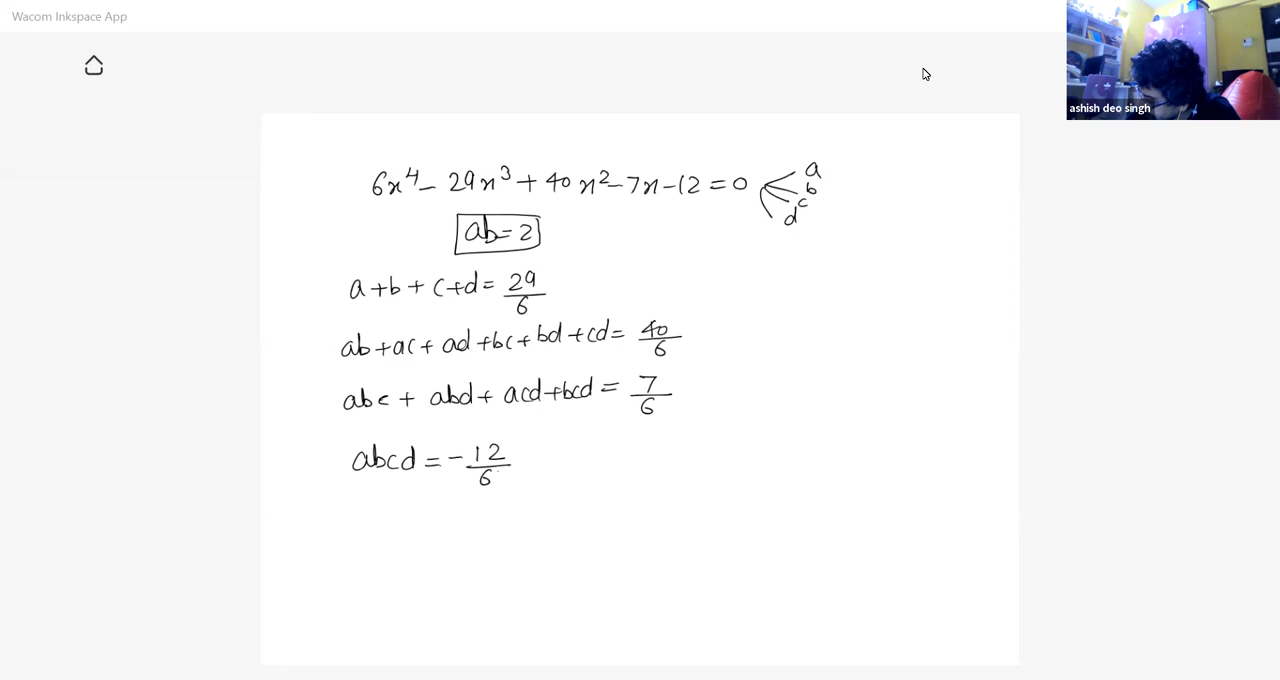 Wacom Inkspace App
ashish deo singh
6x⁴ - 29x³ + 40x² - 7x - 12 = 0 a b c d
ab = 2
a + b + c + d = 29/6
ab + ac + ad + bc + bd + cd = 40/6
abc + abd + acd + bcd = 7/6
abcd = - 12/6